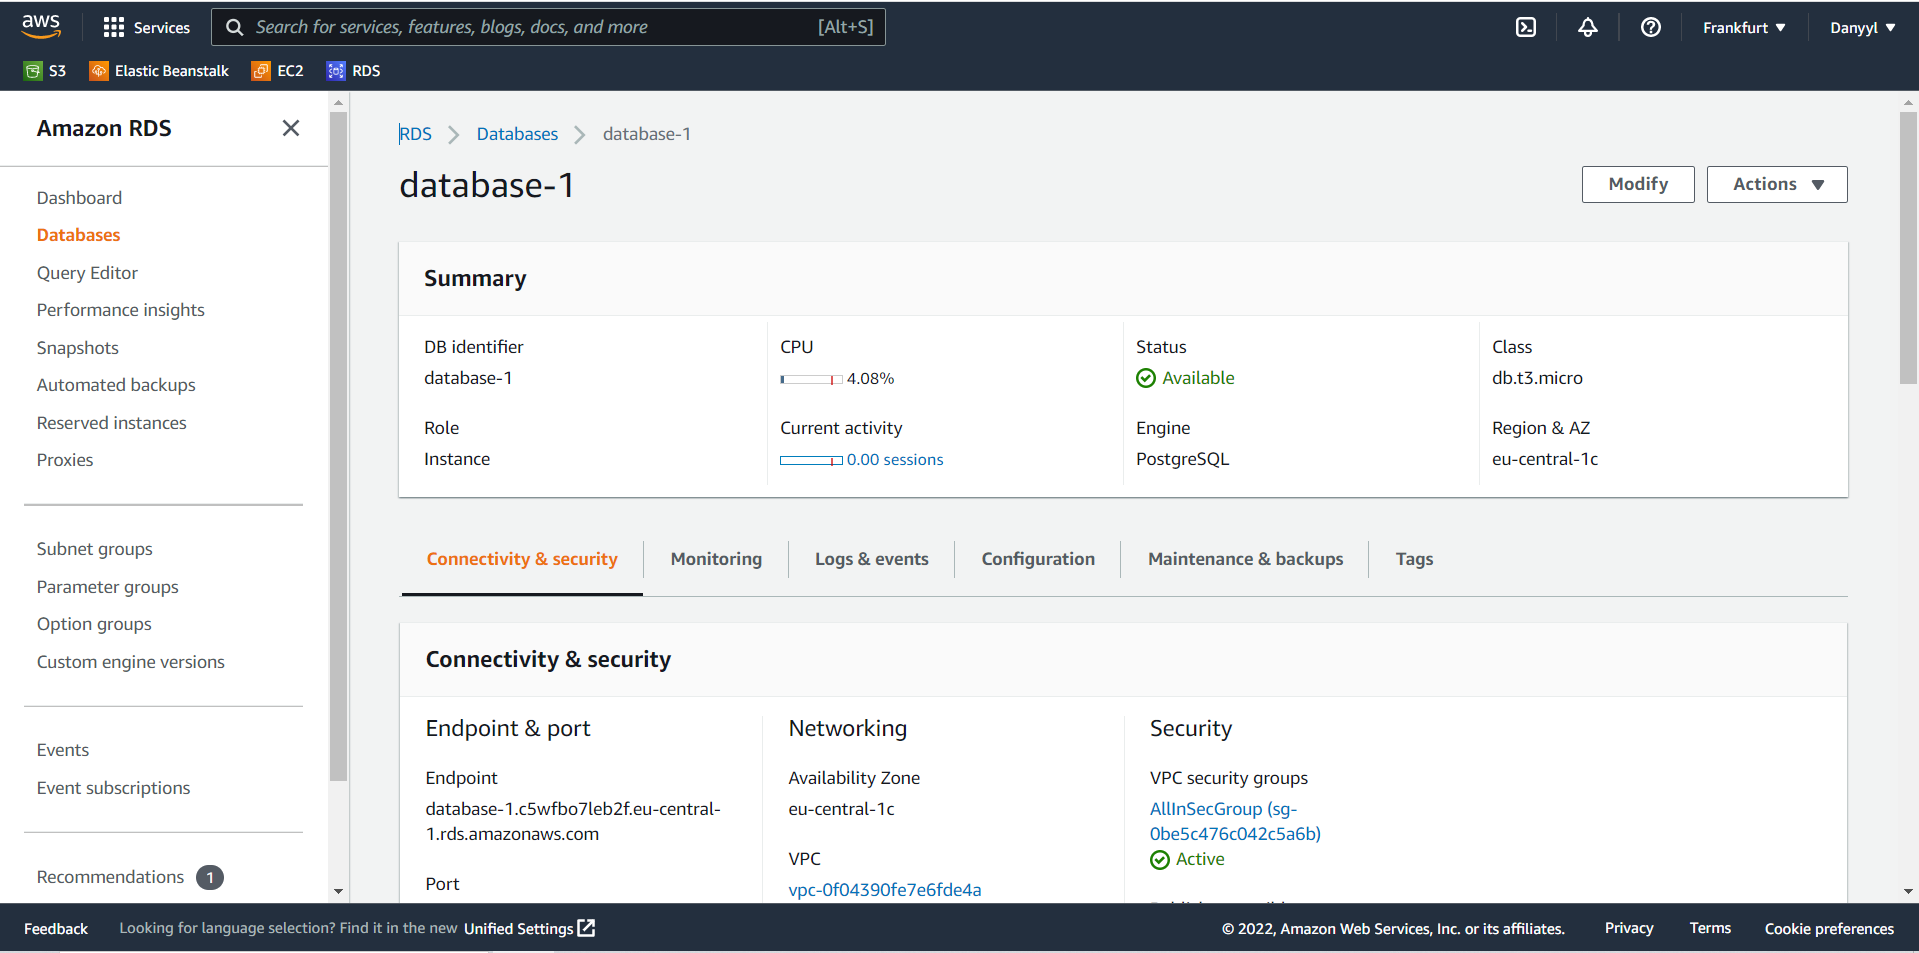 aws
Services
Search for services, features, blogs, docs, and more [Alt+S]
Frankfurt
Danyyl
S3
Elastic Beanstalk
EC2
RDS
Amazon RDS
Dashboard
Databases
Query Editor
Performance insights
Snapshots
Automated backups
Reserved instances
Proxies
Subnet groups
Parameter groups
Option groups
Custom engine versions
Events
Event subscriptions
Recommendations 1
RDS Databases database-1
database-1
Modify
Actions
Summary
DB identifier
database-1
CPU
4.08%
Status
Available
Class
db.t3.micro
Role
Instance
Current activity
0.00 sessions
Engine
PostgreSQL
Region & AZ
eu-central-1c
Connectivity & security
Monitoring
Logs & events
Configuration
Maintenance & backups
Tags
Connectivity & security
Endpoint & port
Endpoint
database-1.c5wfbo7leb2f.eu-central-
1.rds.amazonaws.com
Port
Networking
Availability Zone
eu-central-1c
VPC
vpc-0f04390fe7e6fde4a
Security
VPC security groups
AllInSecGroup (sg-
0be5c476c042c5a6b)
Active
Feedback
Looking for language selection? Find it in the new Unified Settings
© 2022, Amazon Web Services, Inc. or its affiliates.
Privacy
Terms
Cookie preferences